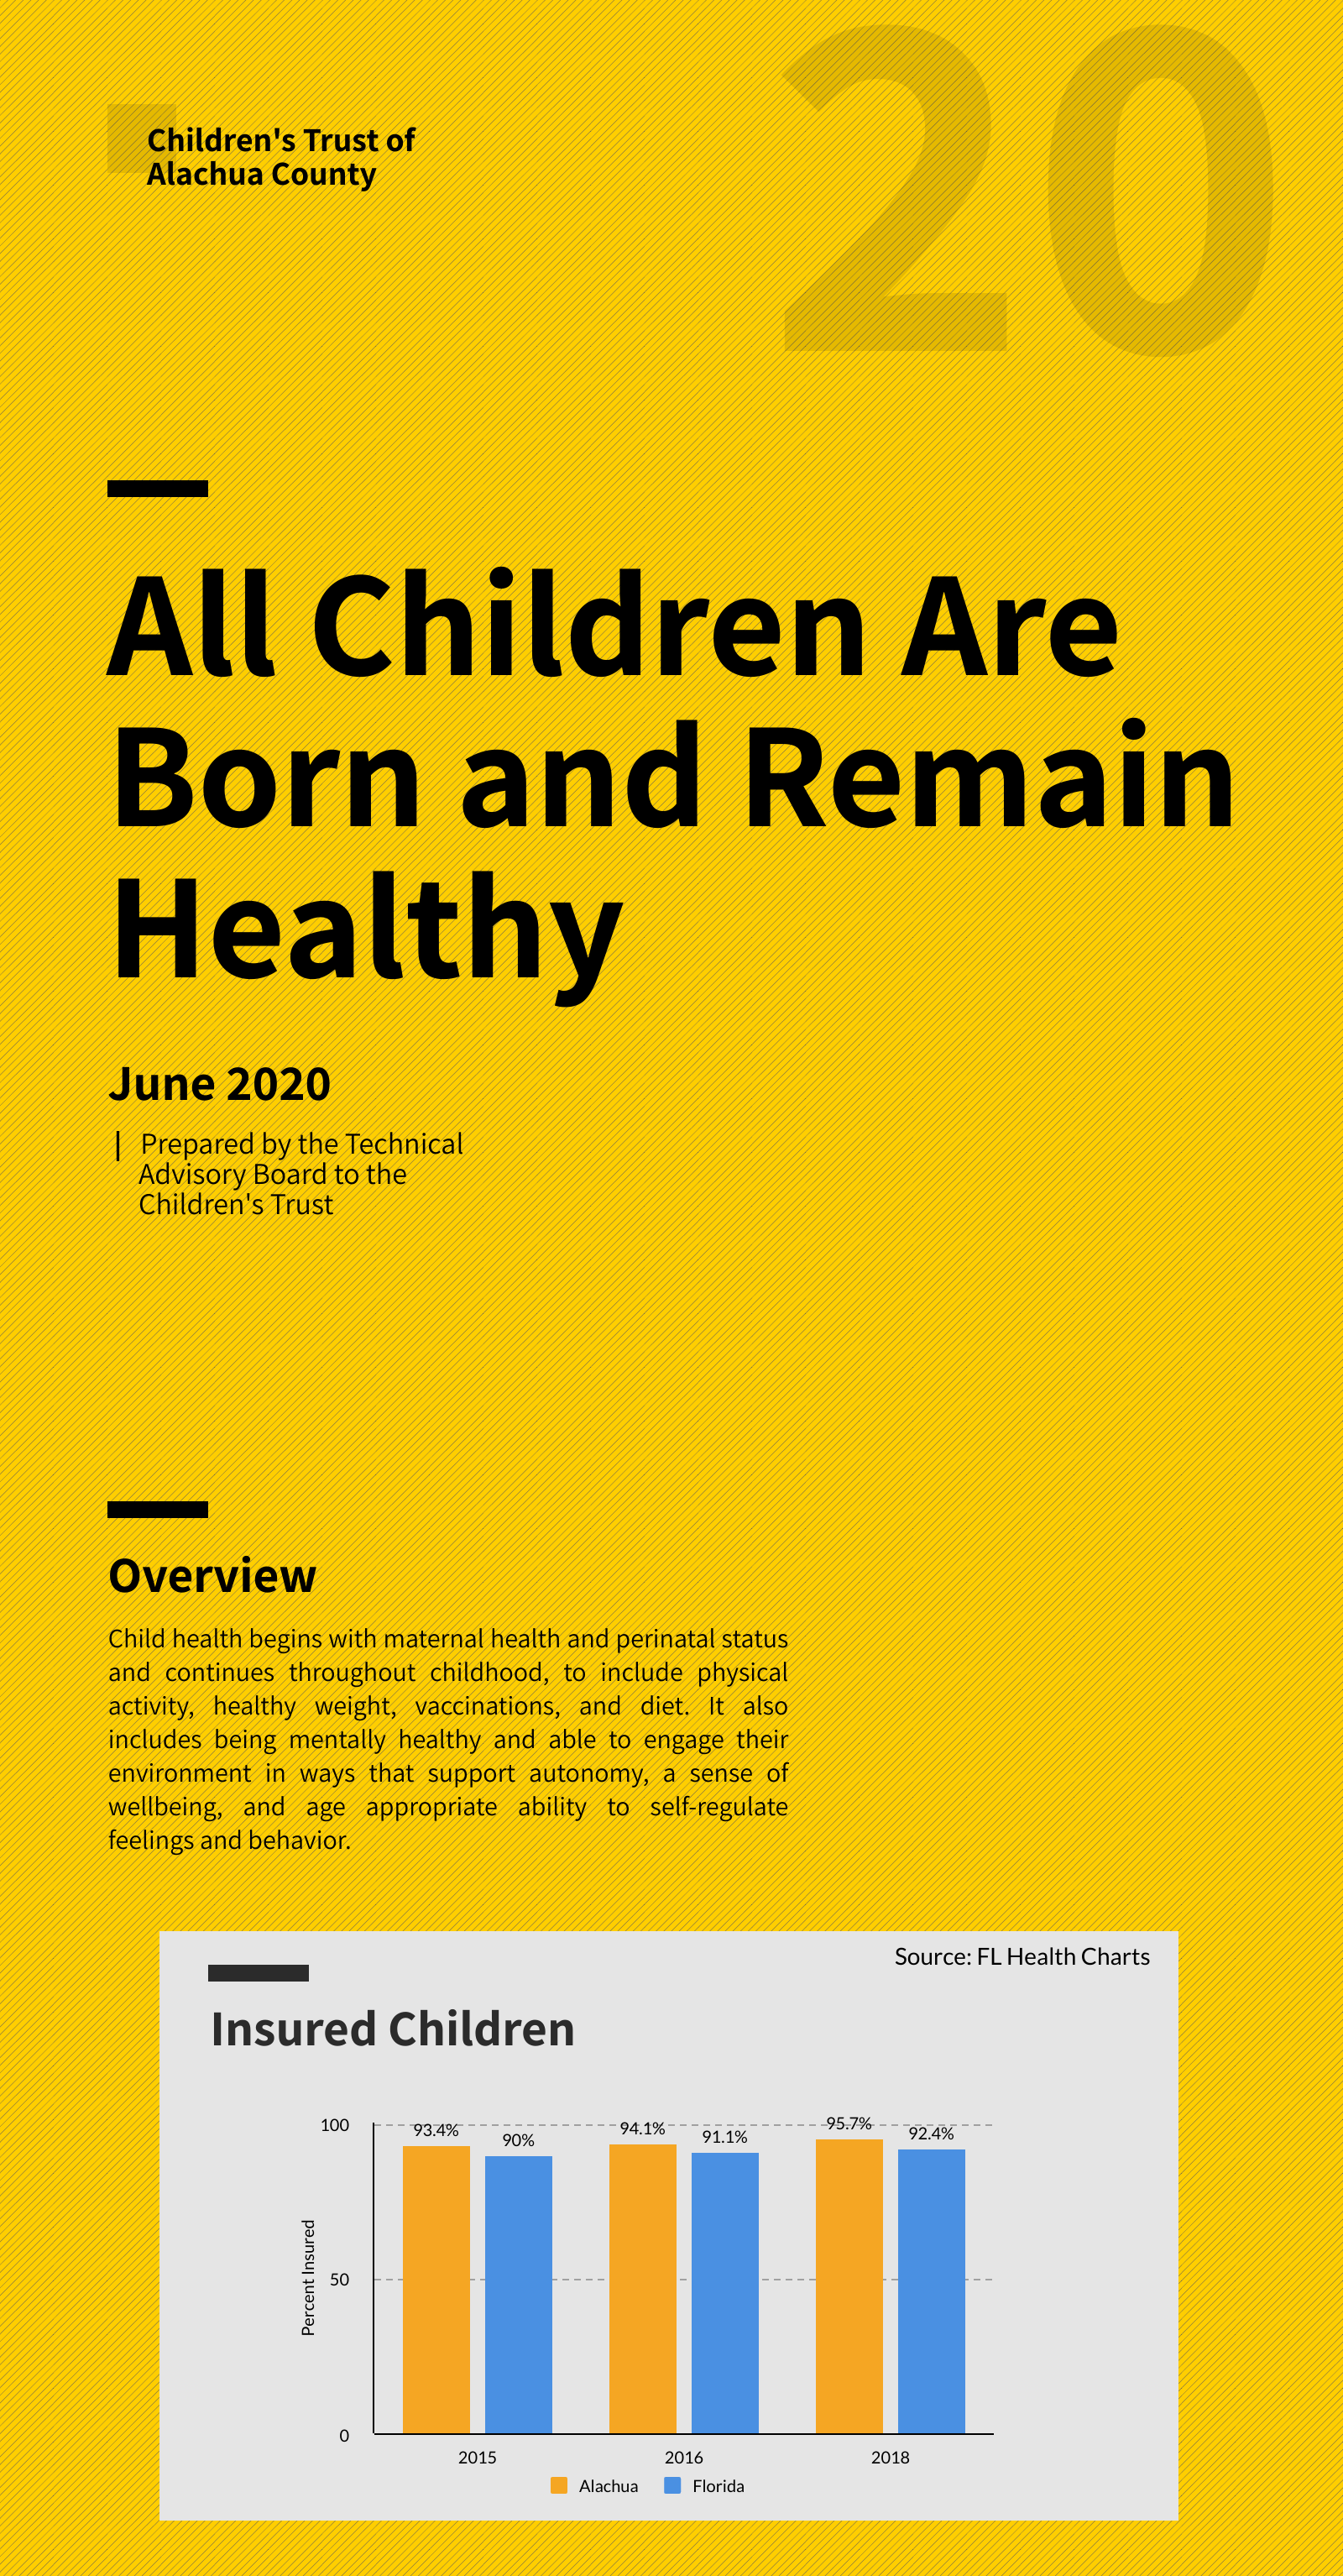 20
Children's Trust of
Alachua County
All Children Are
Born and Remain
Healthy
June 2020
Prepared by the Technical
Advisory Board to the
Children's Trust
Overview
Child health begins with maternal health and perinatal status
and continues throughout childhood, to include physical
activity, healthy weight, vaccinations, and diet. It also
includes being mentally healthy and able to engage their
environment in ways that support autonomy, a sense of
wellbeing, and age appropriate ability to self-regulate
feelings and behavior.
Source: FL Health Charts
Insured Children
100
93.4%
90%
94.1%
91.1%
95.7%
92.4%
Percent Insured
50
0
2015
2016
2018
Alachua
Florida